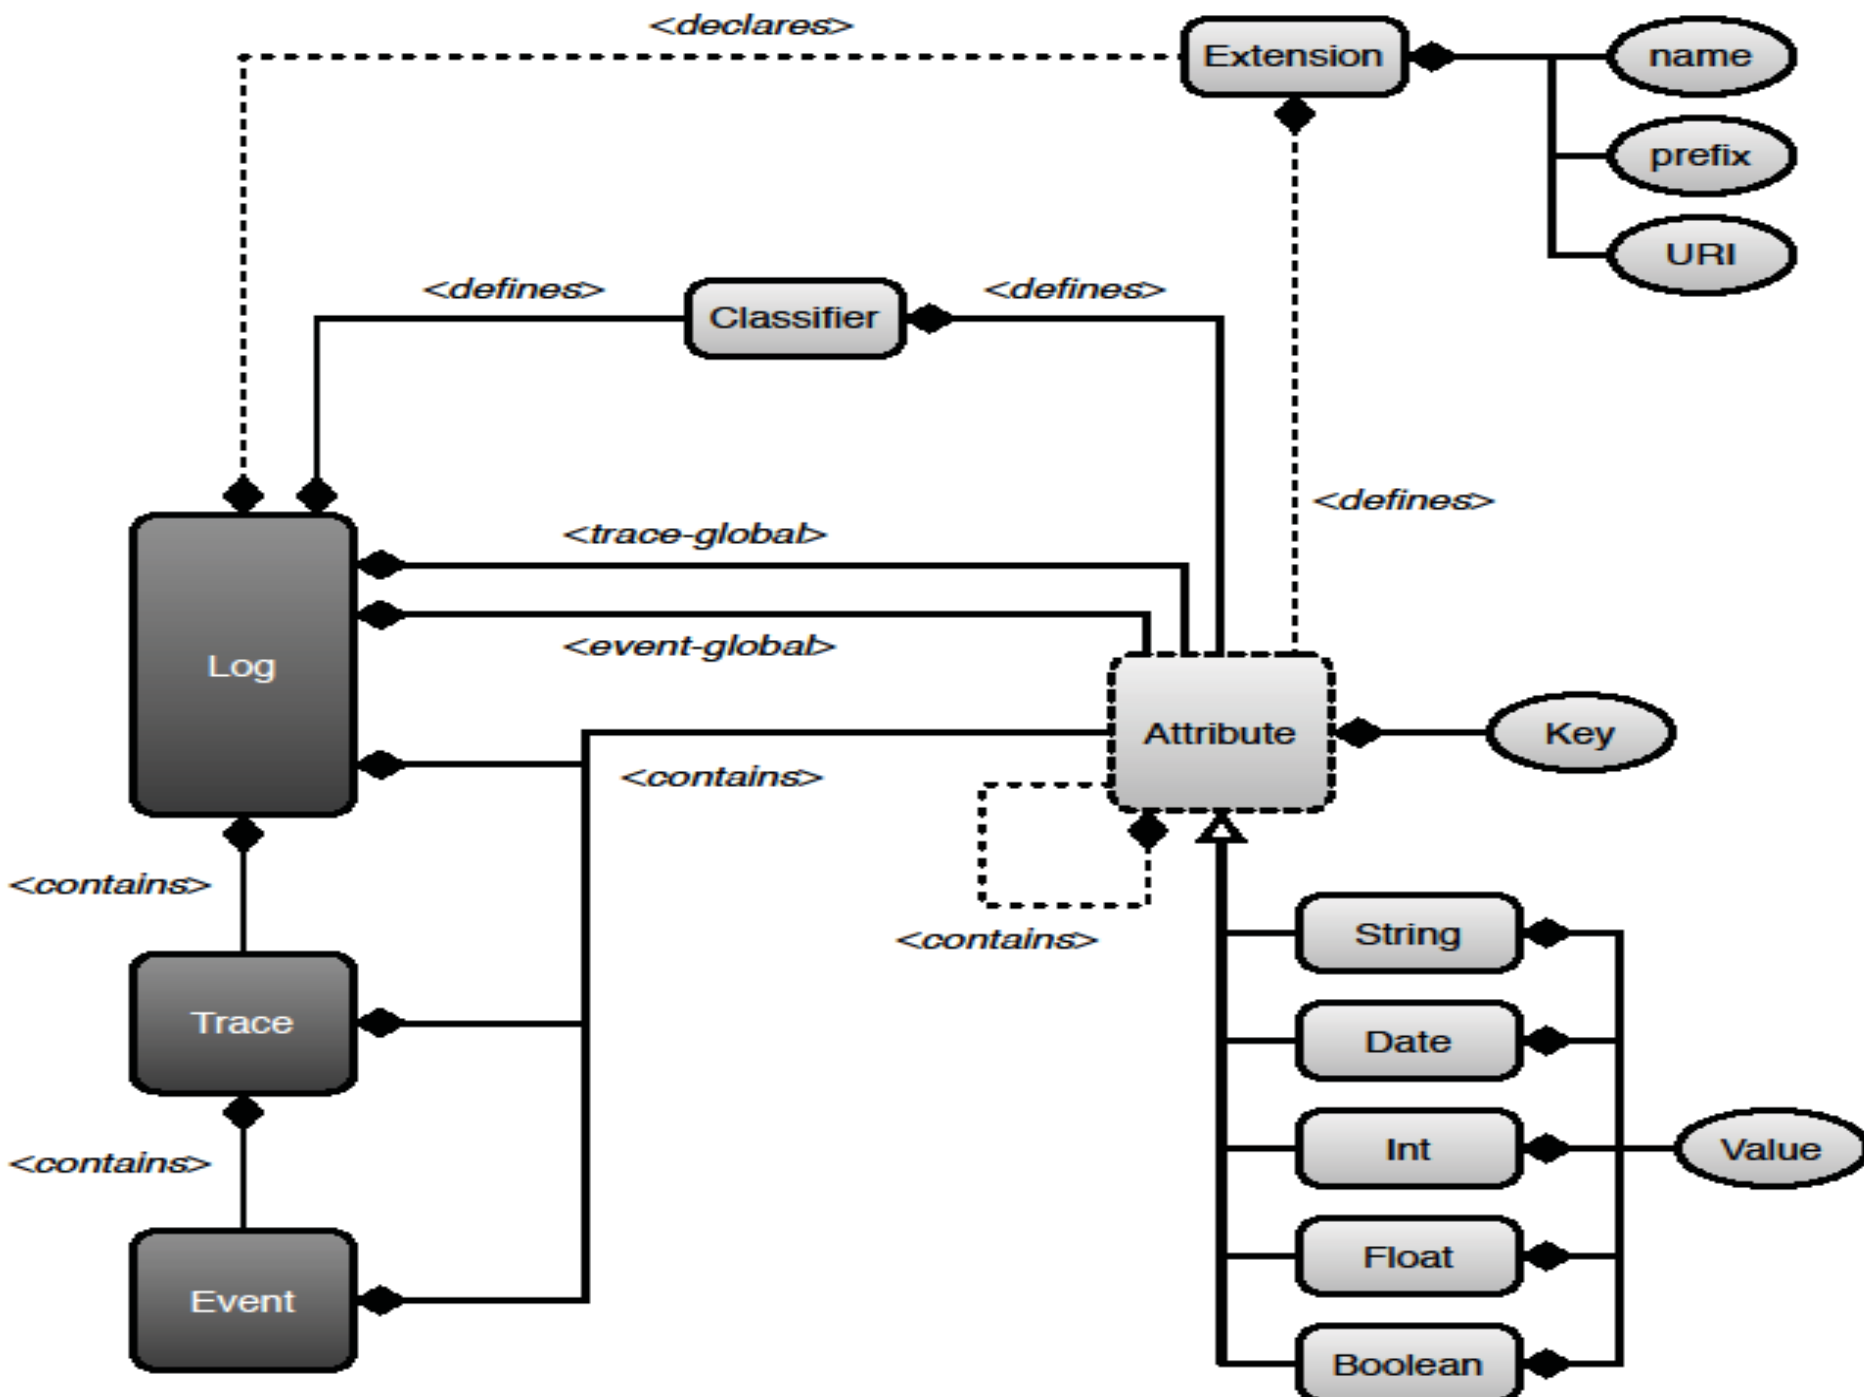 <declares>
Extension
name
prefix
URI
<defines>
Classifier
<defines>
<defines>
<trace-global>
<event-global>
Log
Attribute
Key
<contains>
<contains>
<contains>
String
Trace
Date
Int
Value
<contains>
Float
Event
Boolean